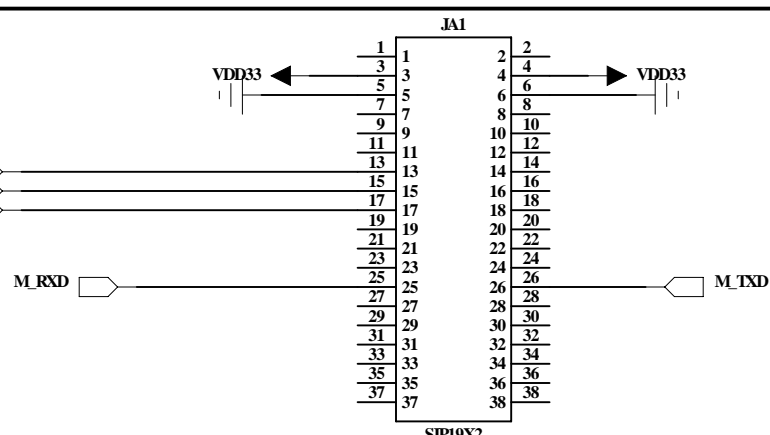 JA1
1 1 2 2
VDD33 3 3 4 4 VDD33
5 5 6 6
7 7 8 8
9 9 10 10
11 11 12 12
13 13 14 14
15 15 16 16
17 17 18 18
19 19 20 20
21 21 22 22
23 23 24 24
M_RXD 25 25 26 26 M_TXD
27 27 28 28
29 29 30 30
31 31 32 32
33 33 34 34
35 35 36 36
37 37 38 38
SIP19X2